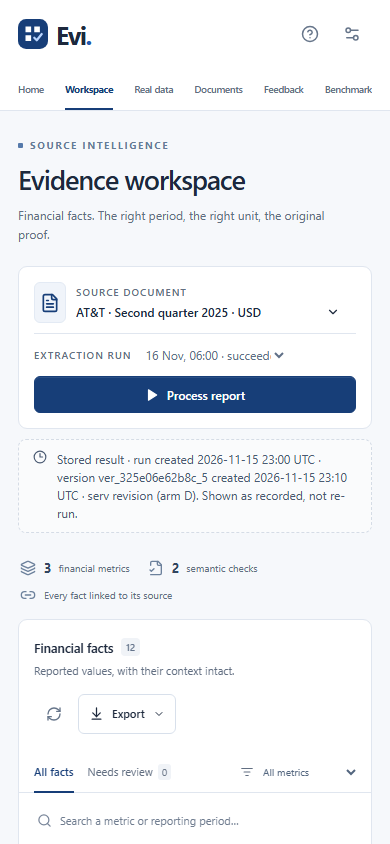 Evi.
Home Workspace Real data Documents Feedback Benchmark
SOURCE INTELLIGENCE
Evidence workspace
Financial facts. The right period, the right unit, the original
proof.
SOURCE DOCUMENT
AT&T · Second quarter 2025 · USD
EXTRACTION RUN 16 Nov, 06:00 · succeed
Process report
Stored result · run created 2026-11-15 23:00 UTC ·
version ver_325e06e62b8c_5 created 2026-11-15 23:10
UTC · serv revision (arm D). Shown as recorded, not re-
run.
3 financial metrics 2 semantic checks
Every fact linked to its source
Financial facts 12
Reported values, with their context intact.
Export
All facts Needs review 0 All metrics
Search a metric or reporting period...